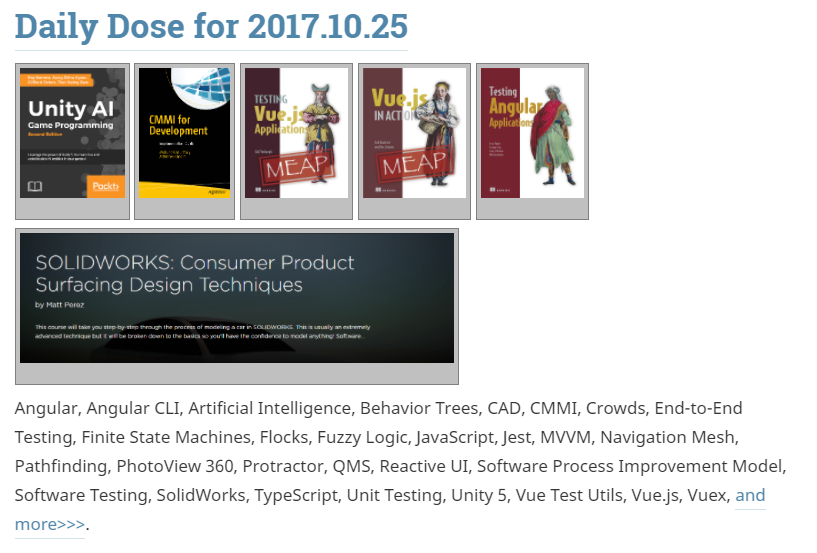 Daily Dose for 2017.10.25
Unity AI
Game Programming
Second Edition
Packt
CMMI for
Development
Apress
TESTING
Vue.js
Applications
MEAP
Vue.js
IN ACTION
MEAP
Testing
Angular
Applications
SOLIDWORKS: Consumer Product
Surfacing Design Techniques
by Matt Perez
This course will take you step-by-step through the process of modeling a car in SOLIDWORKS. This is usually an extremely
advanced technique but it will be broken down to the basics so you'll have the confidence to model anything! Software..
Angular, Angular CLI, Artificial Intelligence, Behavior Trees, CAD, CMMI, Crowds, End-to-End
Testing, Finite State Machines, Flocks, Fuzzy Logic, JavaScript, Jest, MVVM, Navigation Mesh,
Pathfinding, PhotoView 360, Protractor, QMS, Reactive UI, Software Process Improvement Model,
Software Testing, SolidWorks, TypeScript, Unit Testing, Unity 5, Vue Test Utils, Vue.js, Vuex, and
more>>>.